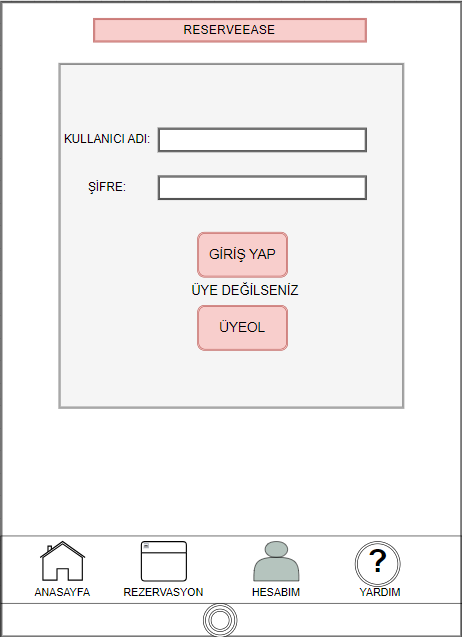 RESERVEEASE
KULLANICI ADI:
ŞİFRE:
GİRİŞ YAP
ÜYE DEĞİLSENİZ
ÜYEOL
?
ANASAYFA REZERVASYON HESABIM YARDIM